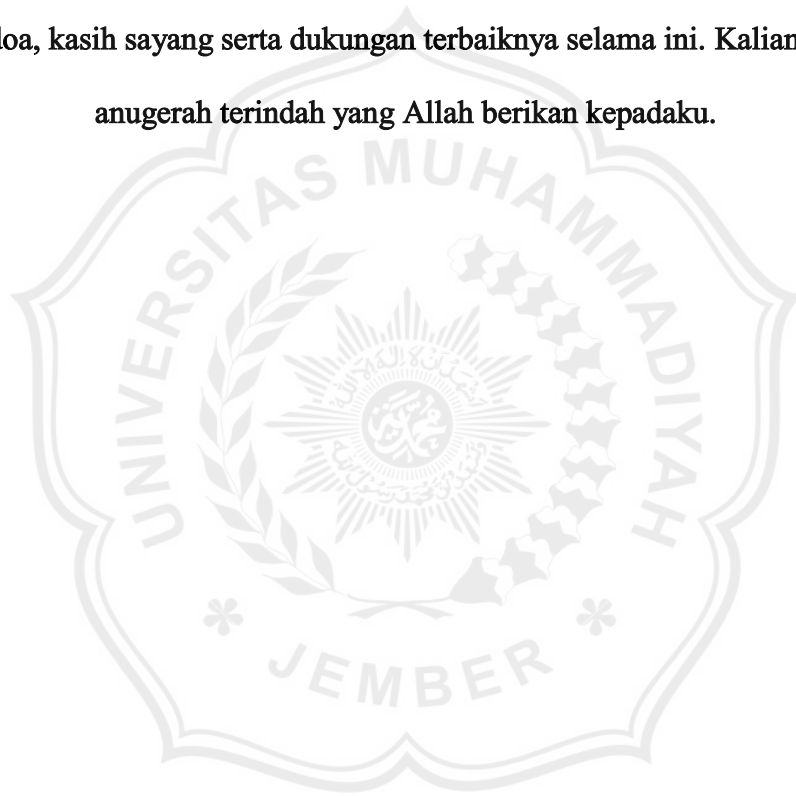 doa, kasih sayang serta dukungan terbaiknya selama ini. Kalian
anugerah terindah yang Allah berikan kepadaku.
UNIVERSITAS MUHAMMADIYAH
JEMBER